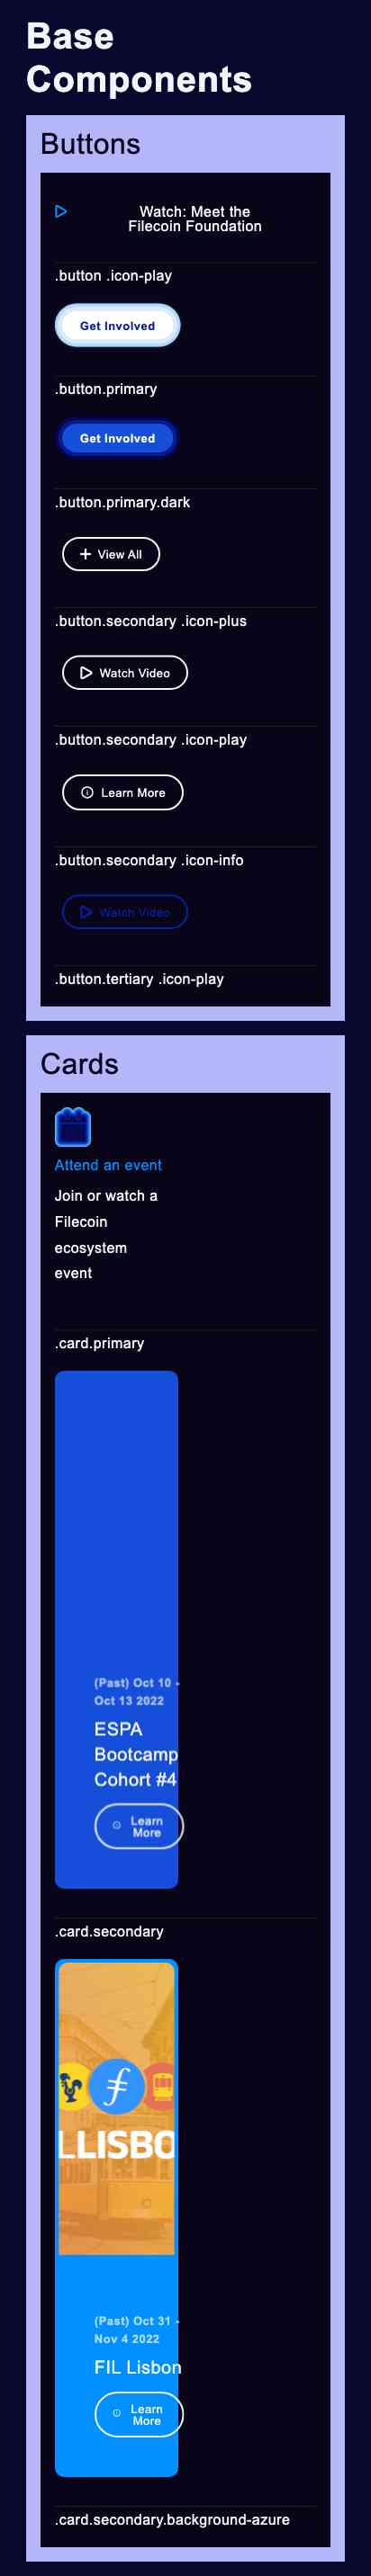 Base
Components
Buttons
Watch: Meet the
Filecoin Foundation
.button .icon-play
Get Involved
.button.primary
Get Involved
.button.primary.dark
View All
.button.secondary .icon-plus
Watch Video
.button.secondary .icon-play
Learn More
.button.secondary .icon-info
Watch Video
.button.tertiary .icon-play
Cards
Attend an event
Join or watch a
Filecoin
ecosystem
event
.card.primary
(Past) Oct 10 -
Oct 13 2022
ESPA
Bootcamp
Cohort #4
Learn
More
.card.secondary
LLISBO
(Past) Oct 31 -
Nov 4 2022
FIL Lisbon
Learn
More
.card.secondary.background-azure